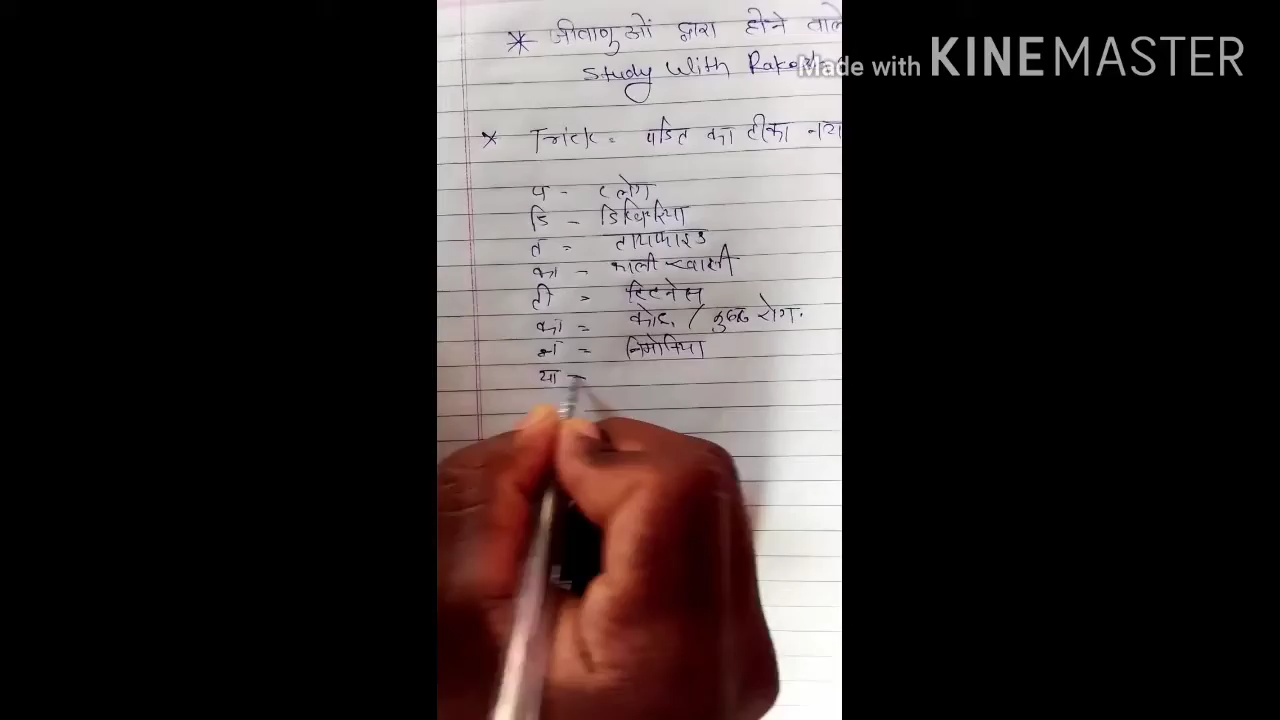 * जीवाणुओं द्वारा होने वाले
Study With Rakesh
Made with KINEMASTER
* Trick = पंडित का टीका नया
प - प्लेग
डि - डिप्थिरिया
त = टायफाइड
का - काली खासी
टी = टिटनेस
का = कोढ़ / कुष्ठ रोग.
न = निमोनिया
या -